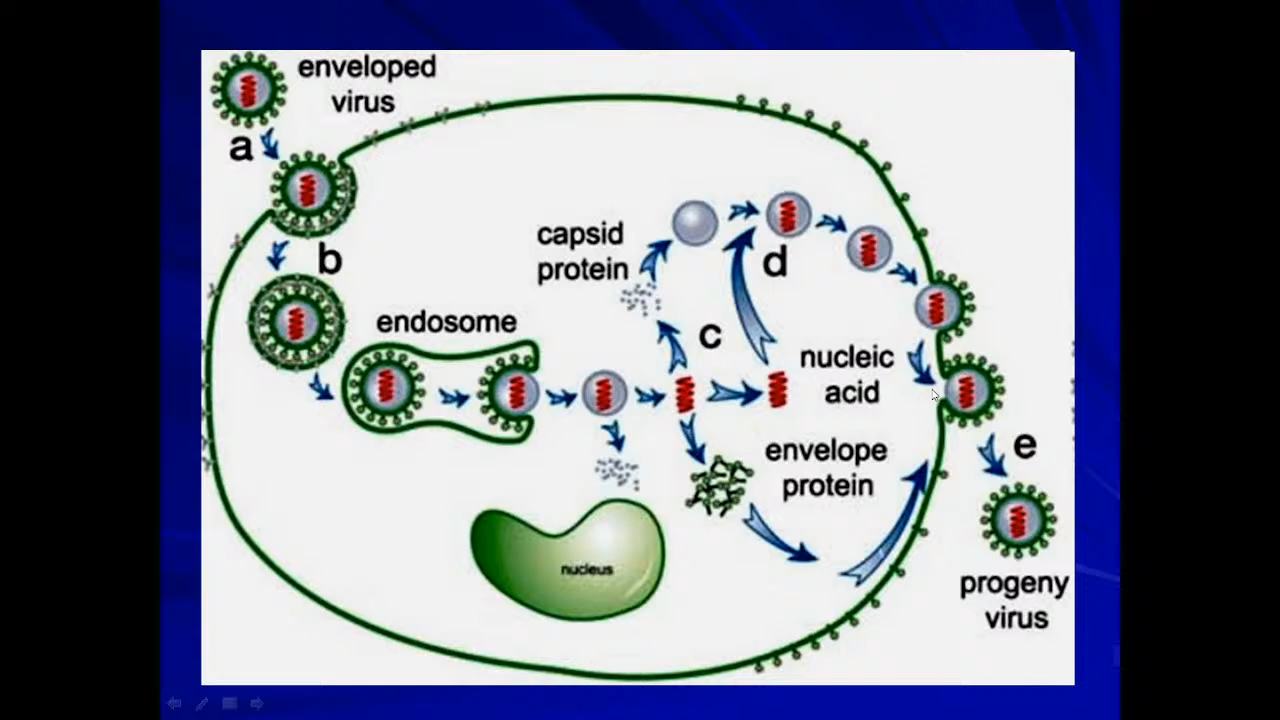 enveloped
virus
a
b
endosome
capsid
protein
c
d
nucleic
acid
envelope
protein
nucleus
e
progeny
virus